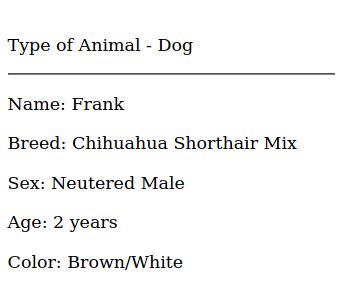 Type of Animal - Dog
Name: Frank
Breed: Chihuahua Shorthair Mix
Sex: Neutered Male
Age: 2 years
Color: Brown/White